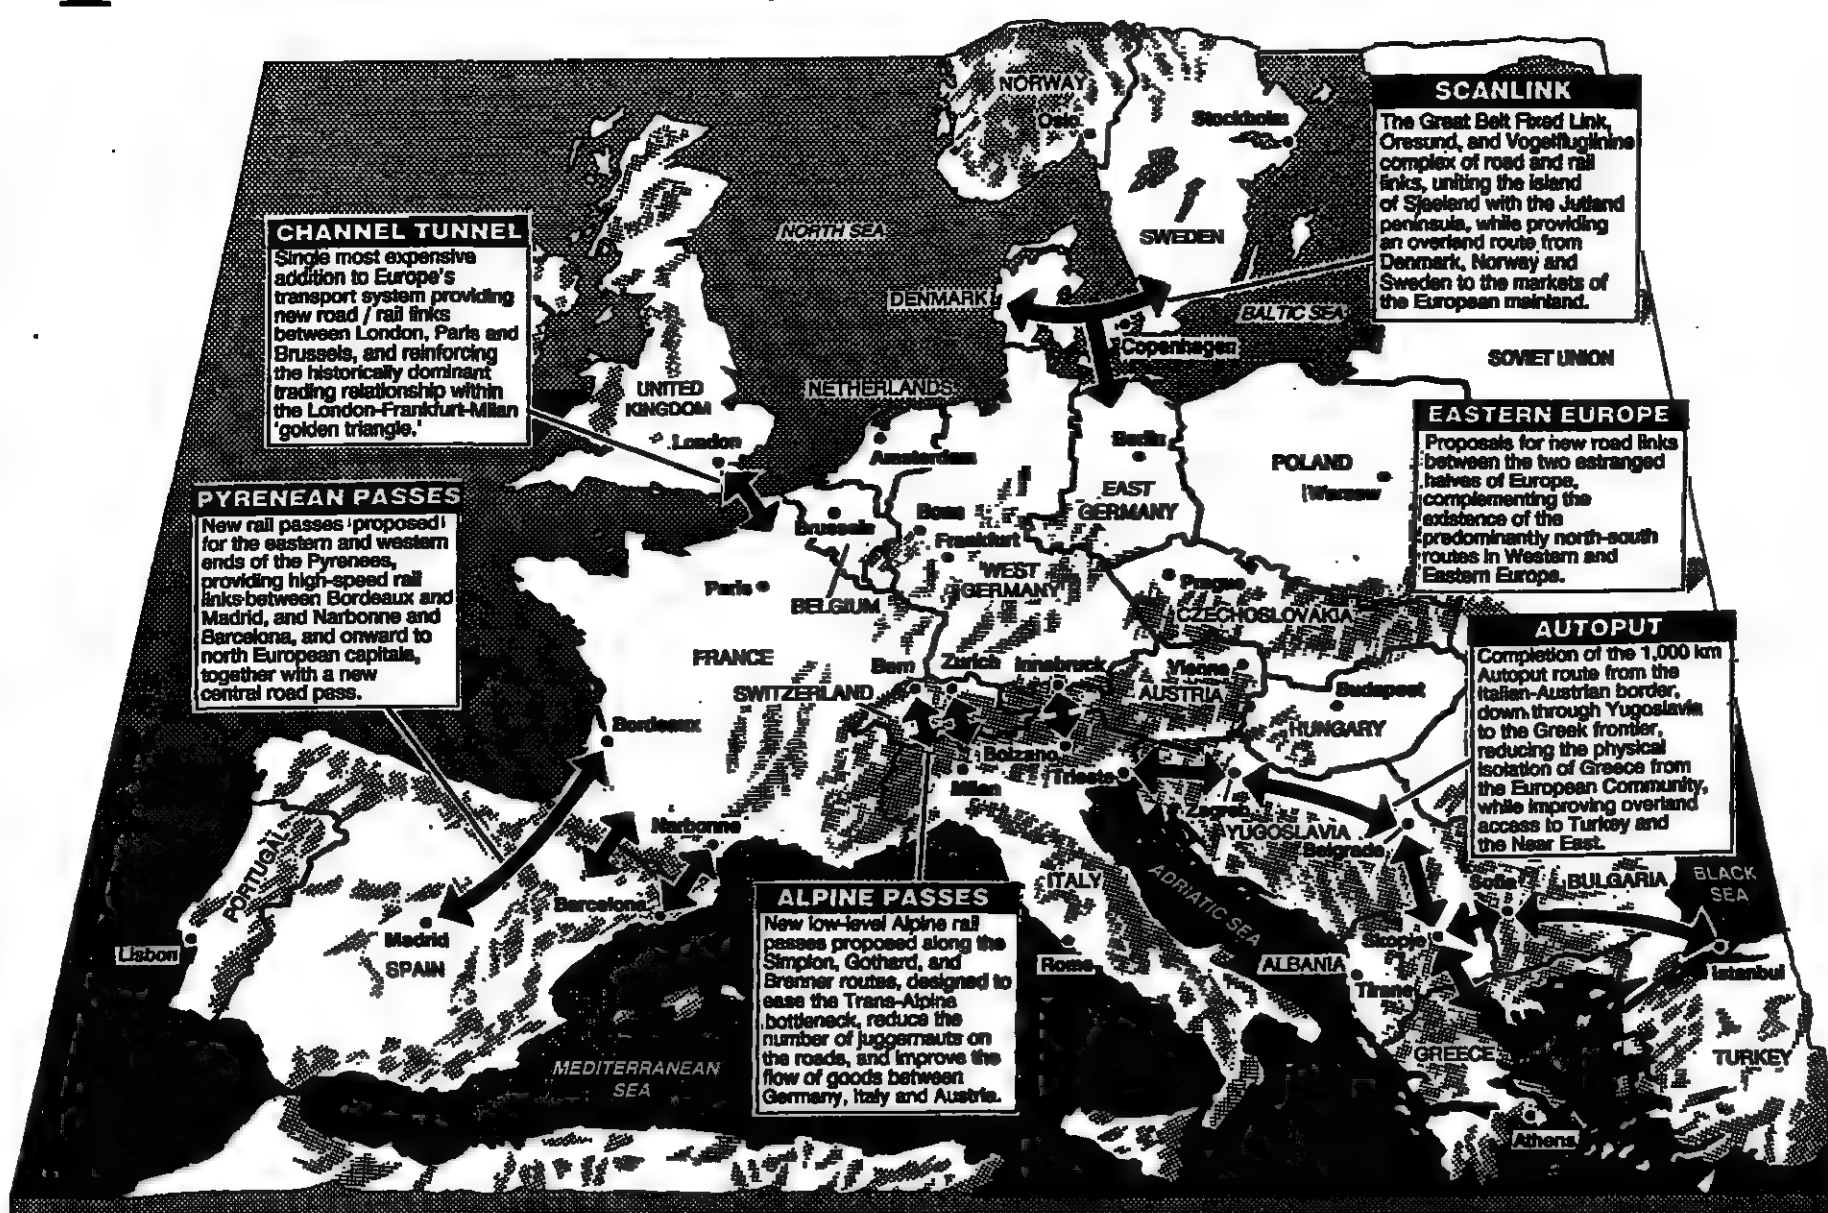 NORWAY
Oslo
Stockholm
SWEDEN
NORTH SEA
DENMARK
BALTIC SEA
Copenhagen
SOVIET UNION
SCANLINK
The Great Belt Fixed Link,
Oresund, and Vogelfluglinine
complex of road and rail
links, uniting the island
of Sjaeland with the Jutland
peninsula, while providing
an overland route from
Denmark, Norway and
Sweden to the markets of
the European mainland.
CHANNEL TUNNEL
Single most expensive
addition to Europe's
transport system providing
new road / rail links
between London, Paris and
Brussels, and reinforcing
the historically dominant
trading relationship within
the London-Frankfurt-Milan
'golden triangle.'
UNITED
KINGDOM
London
NETHERLANDS
Amsterdam
Berlin
EAST
GERMANY
POLAND
Warsaw
EASTERN EUROPE
Proposals for new road links
between the two estranged
halves of Europe,
complementing the
existence of the
predominantly north-south
routes in Western and
Eastern Europe.
PYRENEAN PASSES
New rail passes proposed
for the eastern and western
ends of the Pyrenees,
providing high-speed rail
links between Bordeaux and
Madrid, and Narbonne and
Barcelona, and onward to
north European capitals,
together with a new
central road pass.
Brussels
Bonn
Frankfurt
WEST
GERMANY
Paris
BELGIUM
Prague
CZECHOSLOVAKIA
FRANCE
Bern
Zurich
Innsbruck
Vienna
SWITZERLAND
AUSTRIA
Budapest
HUNGARY
Bordeaux
Bolzano
Milan
Trieste
Zagreb
YUGOSLAVIA
Belgrade
AUTOPUT
Completion of the 1,000 km
Autoput route from the
Italian-Austrian border,
down through Yugoslavia
to the Greek frontier,
reducing the physical
isolation of Greece from
the European Community,
while improving overland
access to Turkey and
the Near East.
Narbonne
PORTUGAL
Barcelona
Madrid
SPAIN
Lisbon
ITALY
ADRIATIC SEA
Rome
Sofia
BULGARIA
BLACK
SEA
Skopje
ALBANIA
Tirane
Istanbul
ALPINE PASSES
New low-level Alpine rail
passes proposed along the
Simplon, Gothard, and
Brenner routes, designed to
ease the Trans-Alpine
bottleneck, reduce the
number of juggernauts on
the roads, and improve the
flow of goods between
Germany, Italy and Austria.
MEDITERRANEAN
SEA
GREECE
TURKEY
Athens